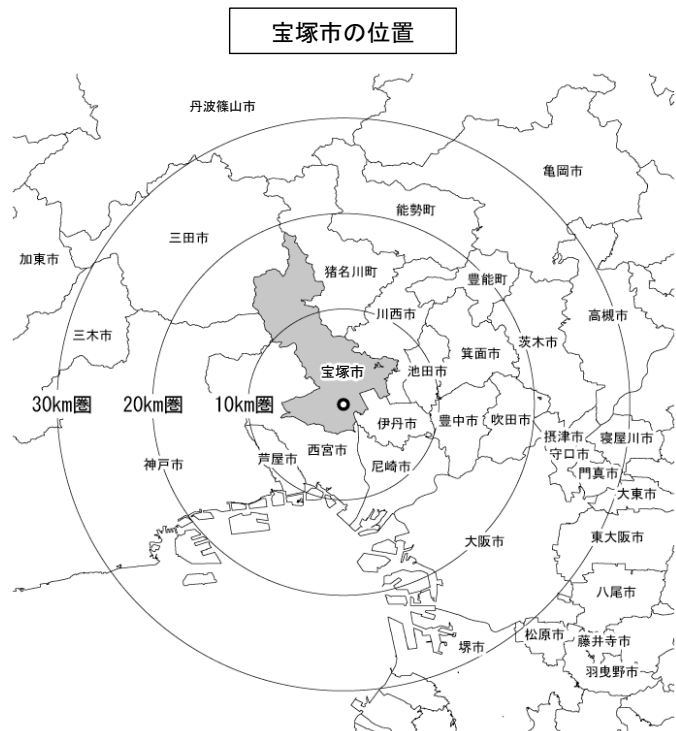 宝塚市の位置
丹波篠山市
亀岡市
能勢町
三田市
加東市
猪名川町
豊能町
川西市
高槻市
三木市
茨木市
箕面市
宝塚市
池田市
30km圏
20km圏
10km圏
伊丹市
豊中市
吹田市
摂津市
寝屋川市
西宮市
守口市
芦屋市
神戸市
尼崎市
門真市
大東市
大阪市
東大阪市
八尾市
松原市
藤井寺市
堺市
羽曳野市